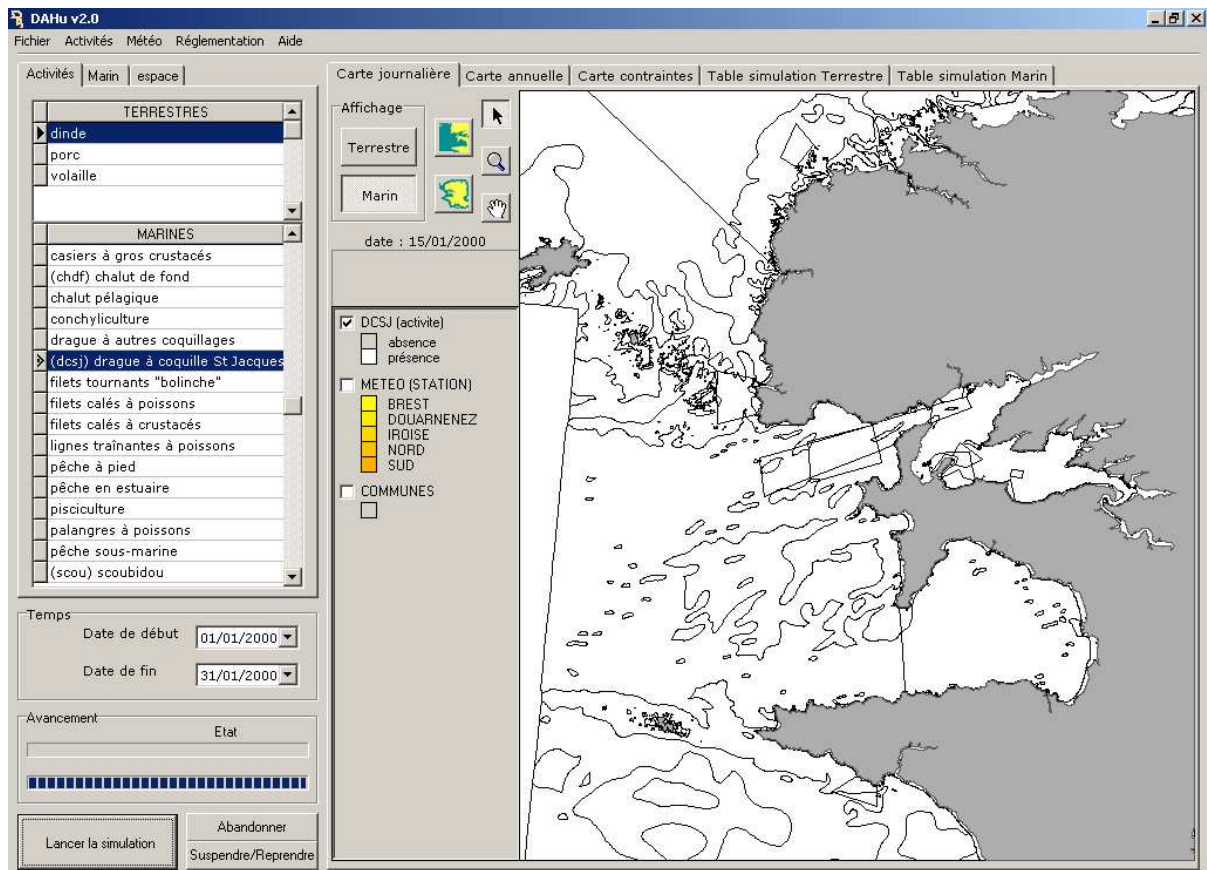 DAHu v2.0
Fichier Activités Météo Réglementation Aide
Activités Marin espace
TERRESTRES
dinde
porc
volaille
MARINES
casiers à gros crustacés
(chdf) chalut de fond
chalut pélagique
conchyliculture
drague à autres coquillages
(dcsj) drague à coquille St Jacques
filets tournants "bolinche"
filets calés à poissons
filets calés à crustacés
lignes traînantes à poissons
pêche à pied
pêche en estuaire
pisciculture
palangres à poissons
pêche sous-marine
(scou) scoubidou
Temps
Date de début 01/01/2000
Date de fin 31/01/2000
Avancement
Etat
Lancer la simulation
Abandonner
Suspendre/Reprendre
Carte journalière Carte annuelle Carte contraintes Table simulation Terrestre Table simulation Marin
Affichage
Terrestre
Marin
date : 15/01/2000
DCSJ (activite)
absence
présence
METEO (STATION)
BREST
DOUARNENEZ
IROISE
NORD
SUD
COMMUNES